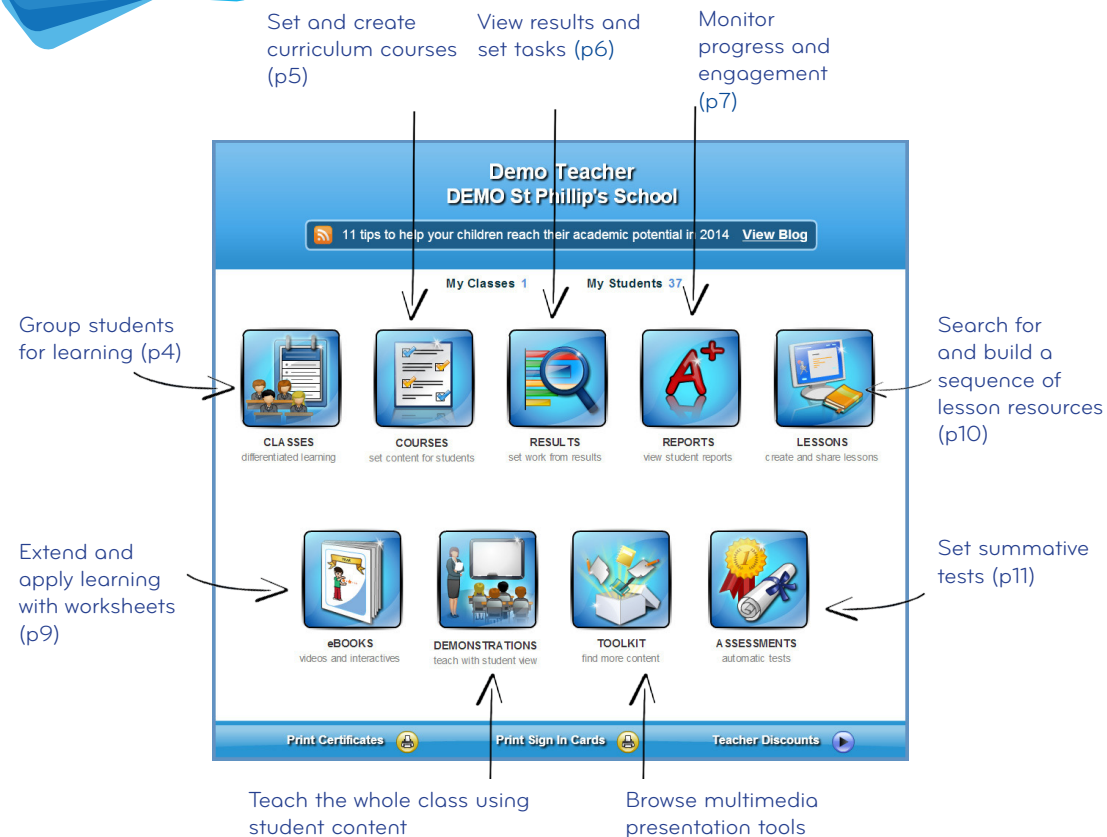 Set and create
curriculum courses
(p5)
View results and
set tasks (p6)
Monitor
progress and
engagement
(p7)
Demo Teacher
DEMO St Phillip's School
11 tips to help your children reach their academic potential in 2014 View Blog
My Classes 1 My Students 37
Group students
for learning (p4)
Search for
and build a
sequence of
lesson resources
(p10)
CLASSES
differentiated learning
COURSES
set content for students
RESULTS
set work from results
REPORTS
view student reports
LESSONS
create and share lessons
Extend and
apply learning
with worksheets
(p9)
Set summative
tests (p11)
eBOOKS
videos and interactives
DEMONSTRATIONS
teach with student view
TOOLKIT
find more content
ASSESSMENTS
automatic tests
Print Certificates Print Sign In Cards Teacher Discounts
Teach the whole class using
student content
Browse multimedia
presentation tools